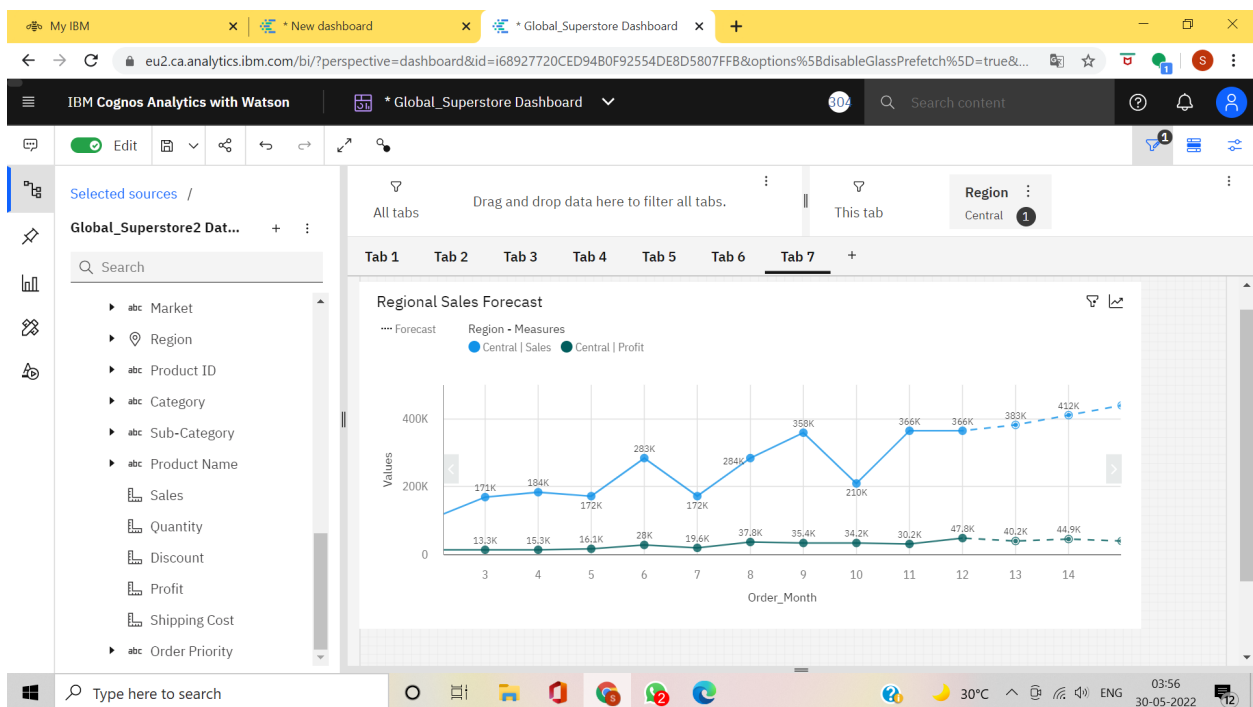 My IBM
* New dashboard
* Global_Superstore Dashboard
eu2.ca.analytics.ibm.com/bi/?perspective=dashboard&id=i68927720CED94B0F92554DE8D5807FFB&options%5BdisableGlassPrefetch%5D=true&...
1
S
IBM Cognos Analytics with Watson
* Global_Superstore Dashboard
304
Search content
Edit
1
Selected sources /
Global_Superstore2 Dat...
Search
Market
Region
Product ID
Category
Sub-Category
Product Name
Sales
Quantity
Discount
Profit
Shipping Cost
Order Priority
abc
abc
abc
abc
abc
abc
All tabs
Drag and drop data here to filter all tabs.
This tab
Region
Central 1
Tab 1 Tab 2 Tab 3 Tab 4 Tab 5 Tab 6 Tab 7 +
Regional Sales Forecast
Forecast
Region - Measures
Central | Sales Central | Profit
Values
400K
200K
0
171K 184K 172K 283K 172K 284K 358K 210K 366K 366K 383K 412K
13.3K 15.3K 16.1K 28K 19.6K 37.8K 35.4K 34.2K 30.2K 47.8K 40.2K 44.9K
3 4 5 6 7 8 9 10 11 12 13 14
Order_Month
Type here to search
S
2
30°C
ENG
03:56
30-05-2022
12